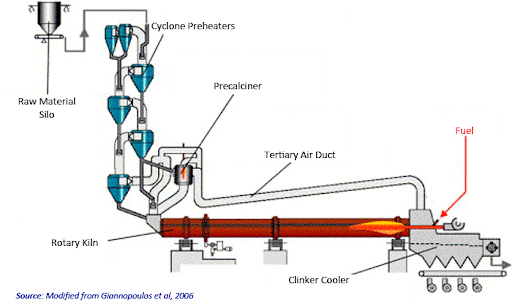 Cyclone Preheaters
Raw Material
Silo
Precalciner
Fuel
Tertiary Air Duct
Rotary Kiln
Clinker Cooler
Source: Modified from Giannopoulos et al, 2006